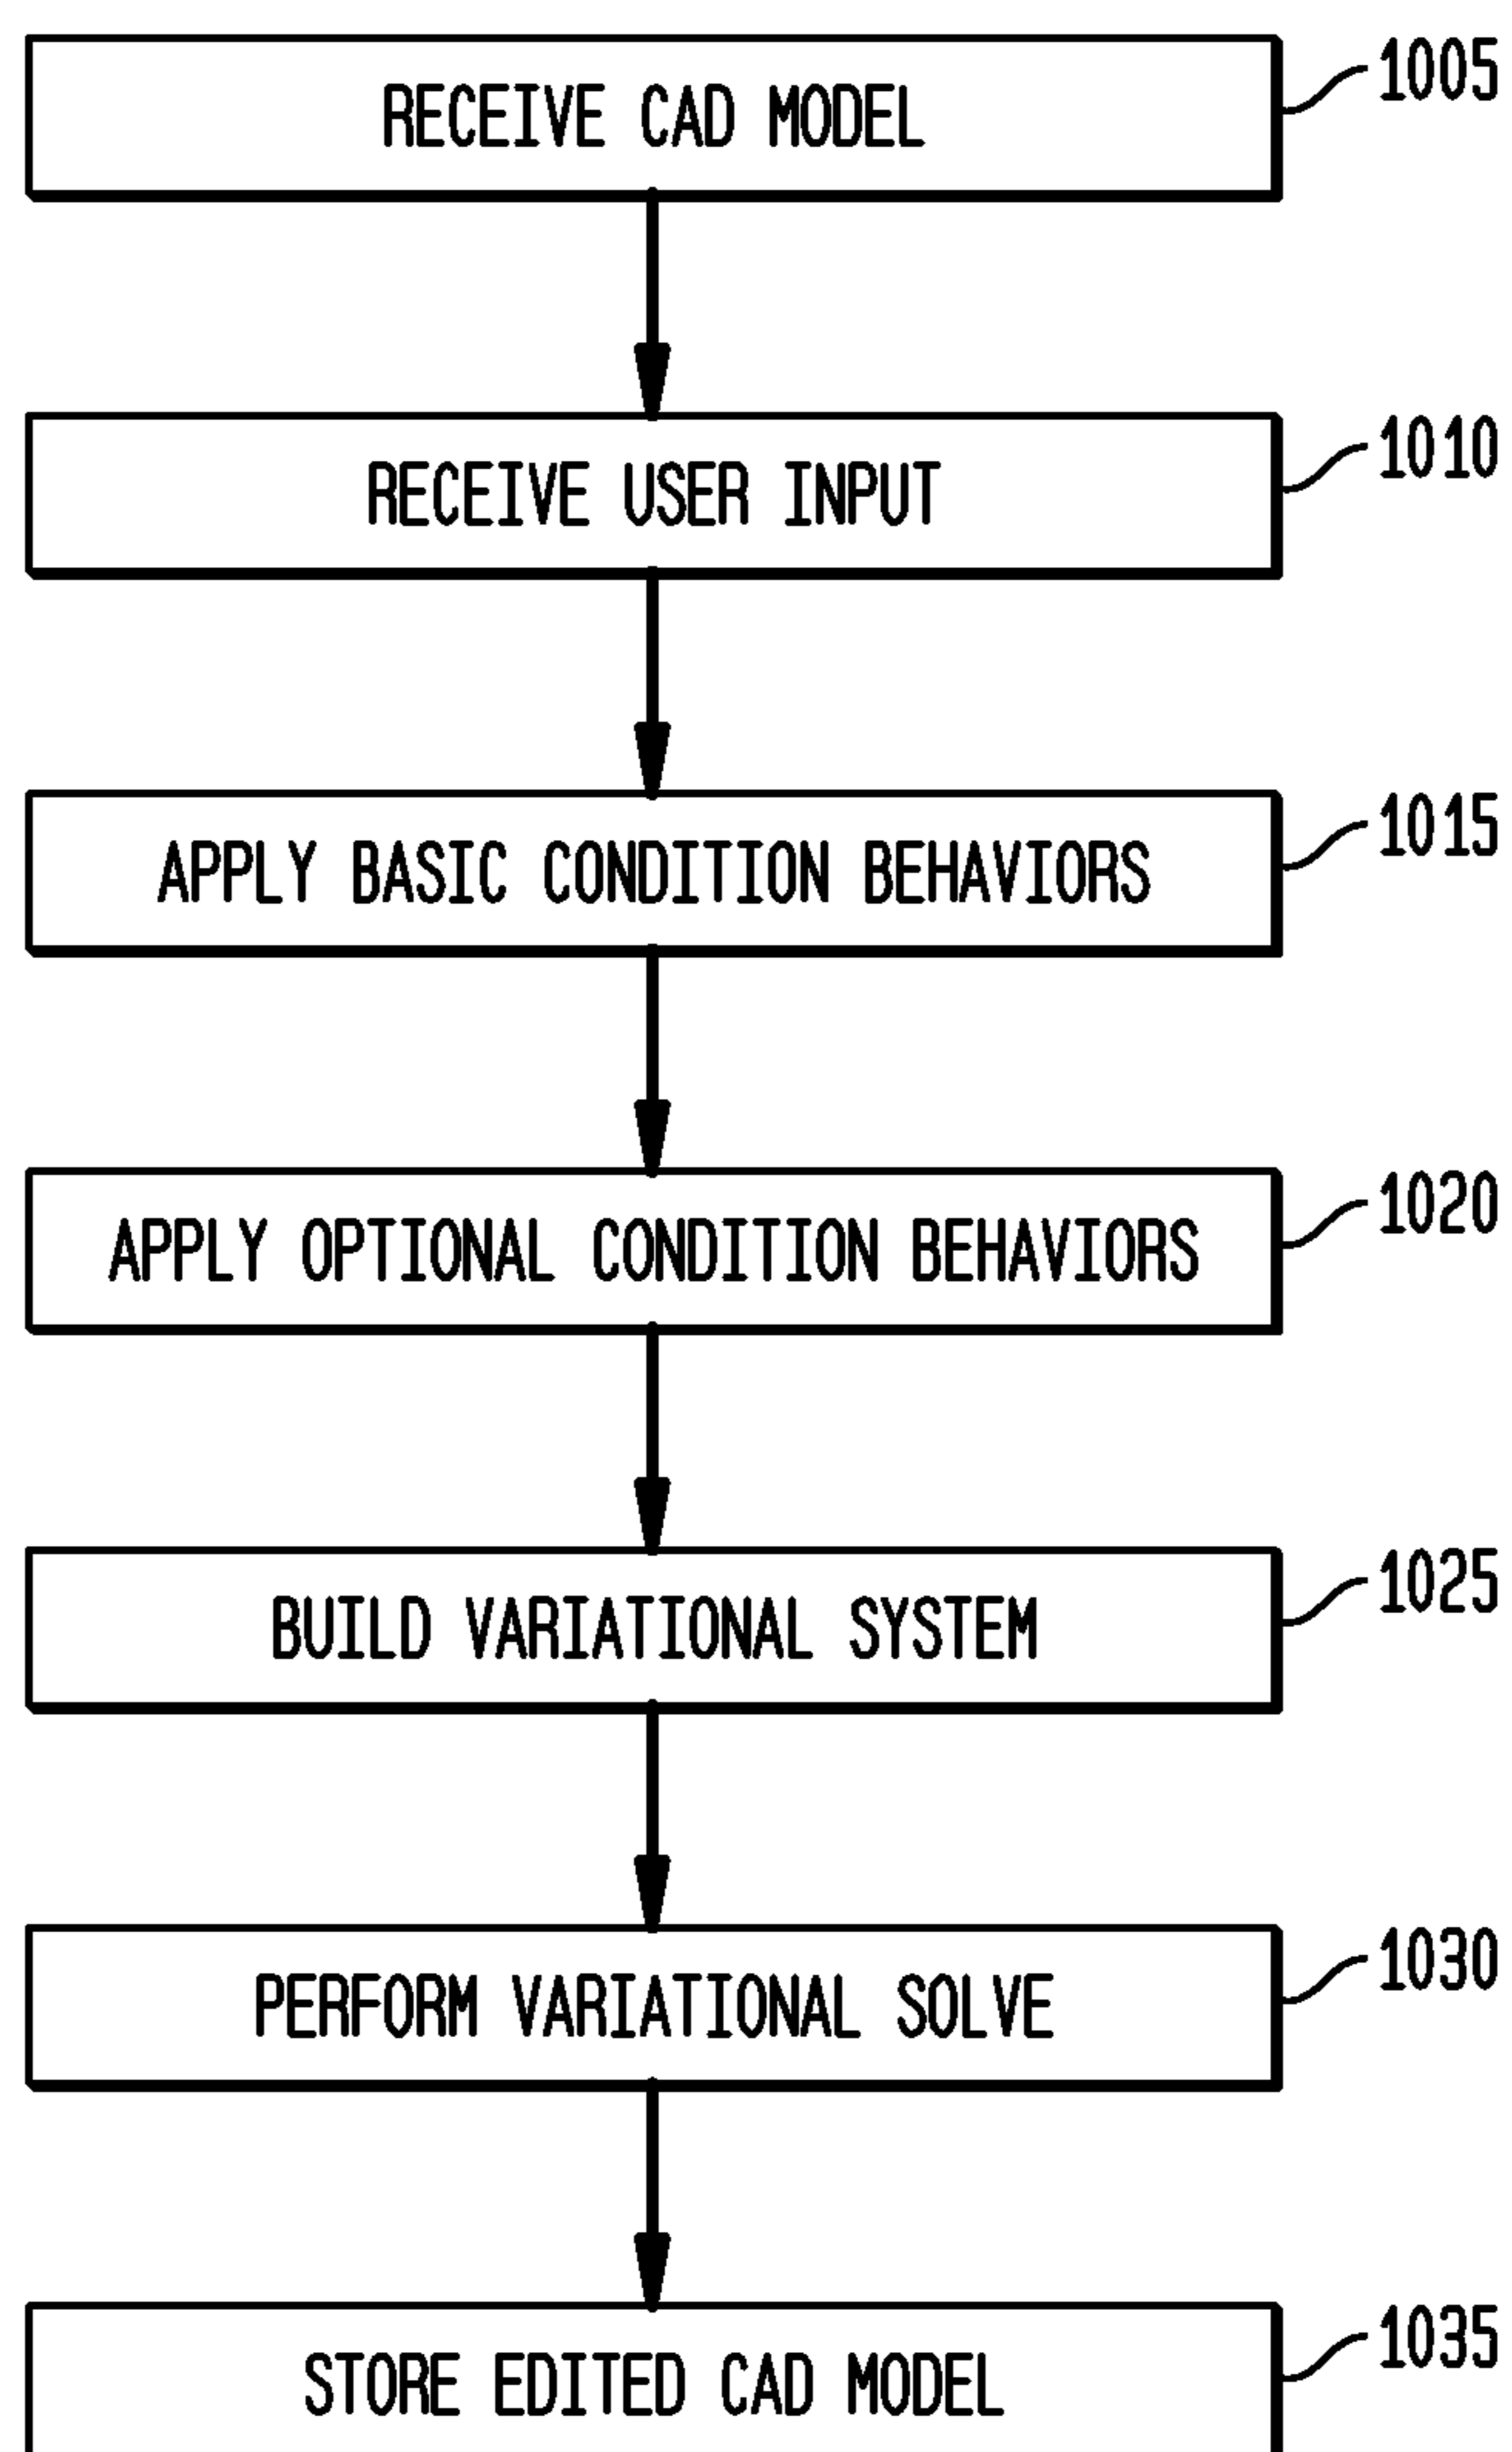 RECEIVE CAD MODEL
1005
RECEIVE USER INPUT
1010
APPLY BASIC CONDITION BEHAVIORS
1015
APPLY OPTIONAL CONDITION BEHAVIORS
1020
BUILD VARIATIONAL SYSTEM
1025
PERFORM VARIATIONAL SOLVE
1030
STORE EDITED CAD MODEL
1035